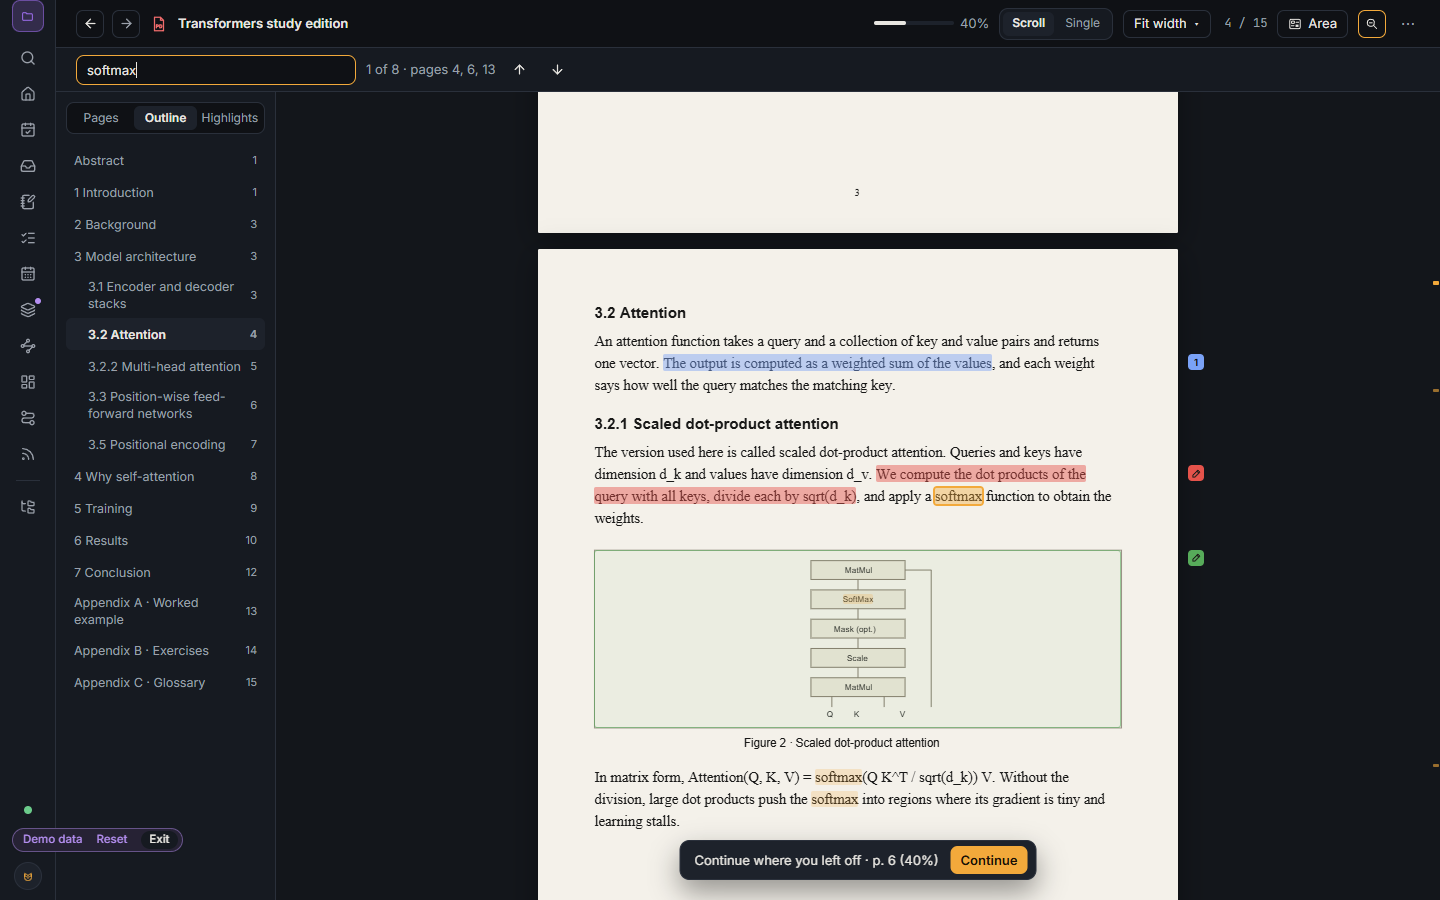 Transformers study edition
40%
Scroll
Single
Fit width
4 / 15
Area
softmax
1 of 8 · pages 4, 6, 13
Pages
Outline
Highlights
Abstract 1
1 Introduction 1
2 Background 3
3 Model architecture 3
3.1 Encoder and decoder
stacks 3
3.2 Attention 4
3.2.2 Multi-head attention 5
3.3 Position-wise feed-
forward networks 6
3.5 Positional encoding 7
4 Why self-attention 8
5 Training 9
6 Results 10
7 Conclusion 12
Appendix A · Worked
example 13
Appendix B · Exercises 14
Appendix C · Glossary 15
Demo data
Reset
Exit
3
3.2 Attention
An attention function takes a query and a collection of key and value pairs and returns
one vector. The output is computed as a weighted sum of the values, and each weight
says how well the query matches the matching key.
1
3.2.1 Scaled dot-product attention
The version used here is called scaled dot-product attention. Queries and keys have
dimension d_k and values have dimension d_v. We compute the dot products of the
query with all keys, divide each by sqrt(d_k), and apply a softmax function to obtain the
weights.
MatMul
SoftMax
Mask (opt.)
Scale
MatMul
Q K V
Figure 2 · Scaled dot-product attention
In matrix form, Attention(Q, K, V) = softmax(Q K^T / sqrt(d_k)) V. Without the
division, large dot products push the softmax into regions where its gradient is tiny and
learning stalls.
Continue where you left off · p. 6 (40%)
Continue